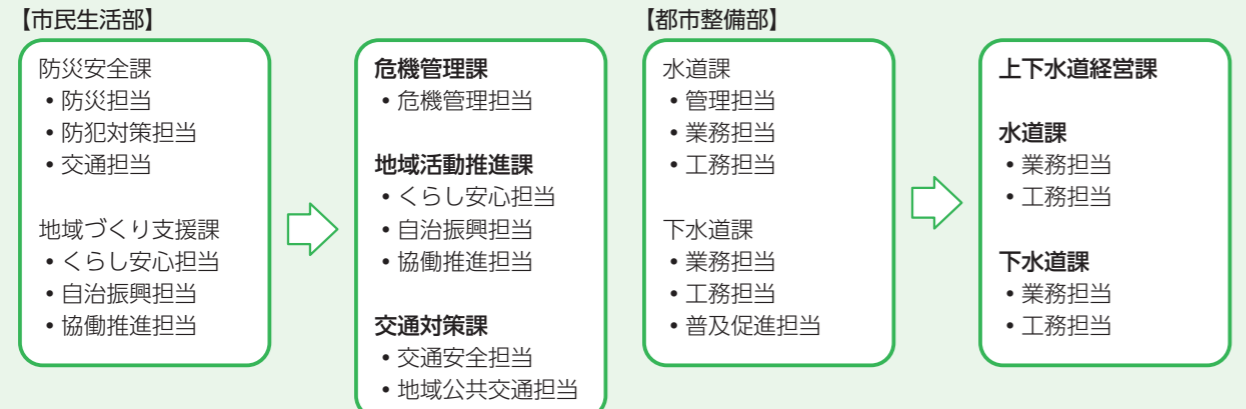 【市民生活部】
防災安全課
•防災担当
•防犯対策担当
•交通担当
地域づくり支援課
•くらし安心担当
•自治振興担当
•協働推進担当
危機管理課
•危機管理担当
地域活動推進課
•くらし安心担当
•自治振興担当
•協働推進担当
交通対策課
•交通安全担当
•地域公共交通担当
【都市整備部】
水道課
•管理担当
•業務担当
•工務担当
下水道課
•業務担当
•工務担当
•普及促進担当
上下水道経営課
水道課
•業務担当
•工務担当
下水道課
•業務担当
•工務担当